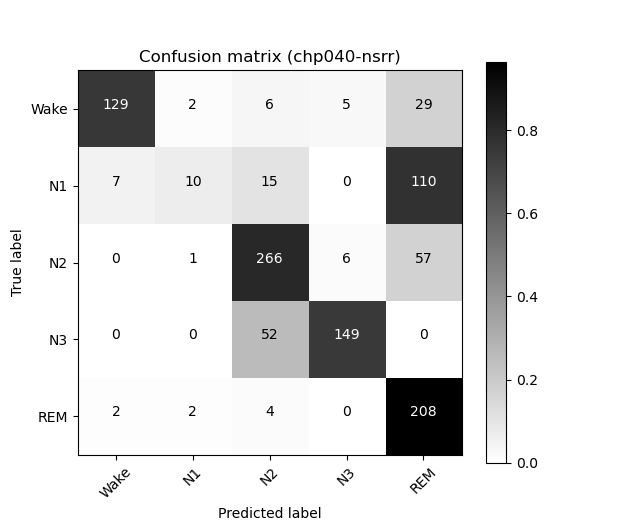 Confusion matrix (chp040-nsrr)
Wake 129 2 6 5 29
N1 7 10 15 0 110
N2 0 1 266 6 57
N3 0 0 52 149 0
REM 2 2 4 0 208
Wake N1 N2 N3 REM
Predicted label
True label
0.8
0.6
0.4
0.2
0.0